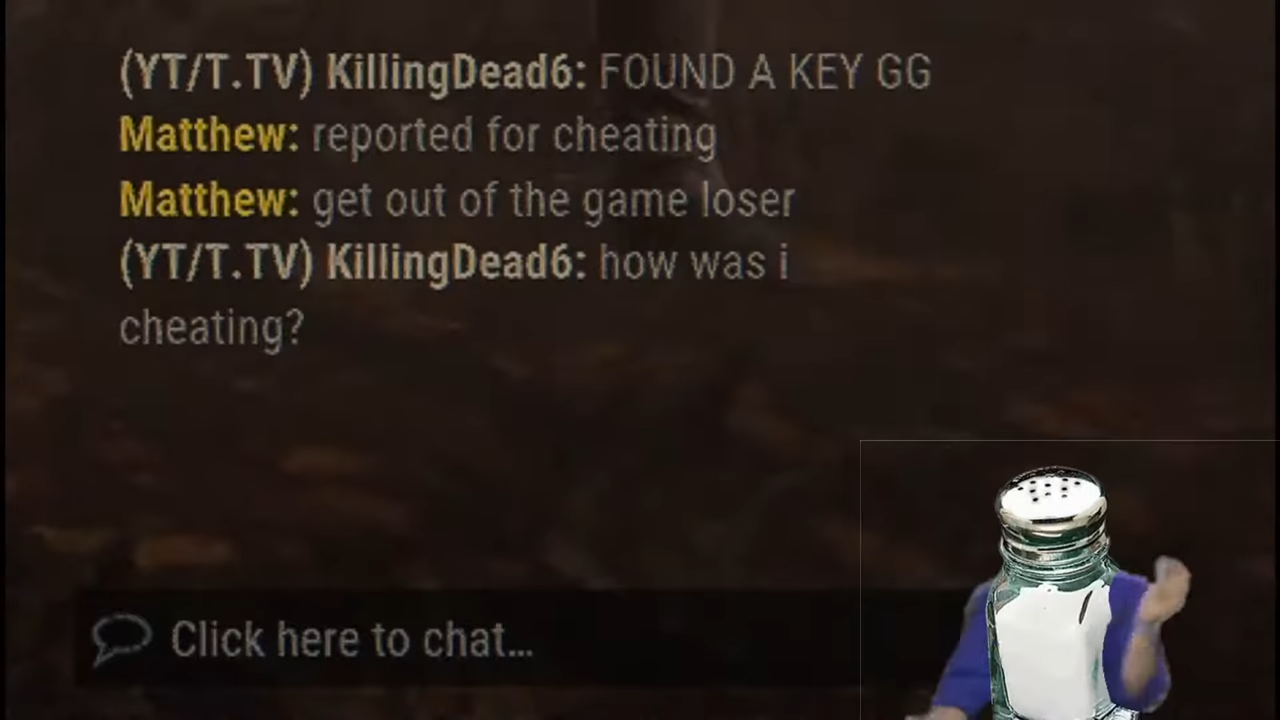 (YT/T.TV) KillingDead6: FOUND A KEY GG
Matthew: reported for cheating
Matthew: get out of the game loser
(YT/T.TV) KillingDead6: how was i
cheating?
Click here to chat...